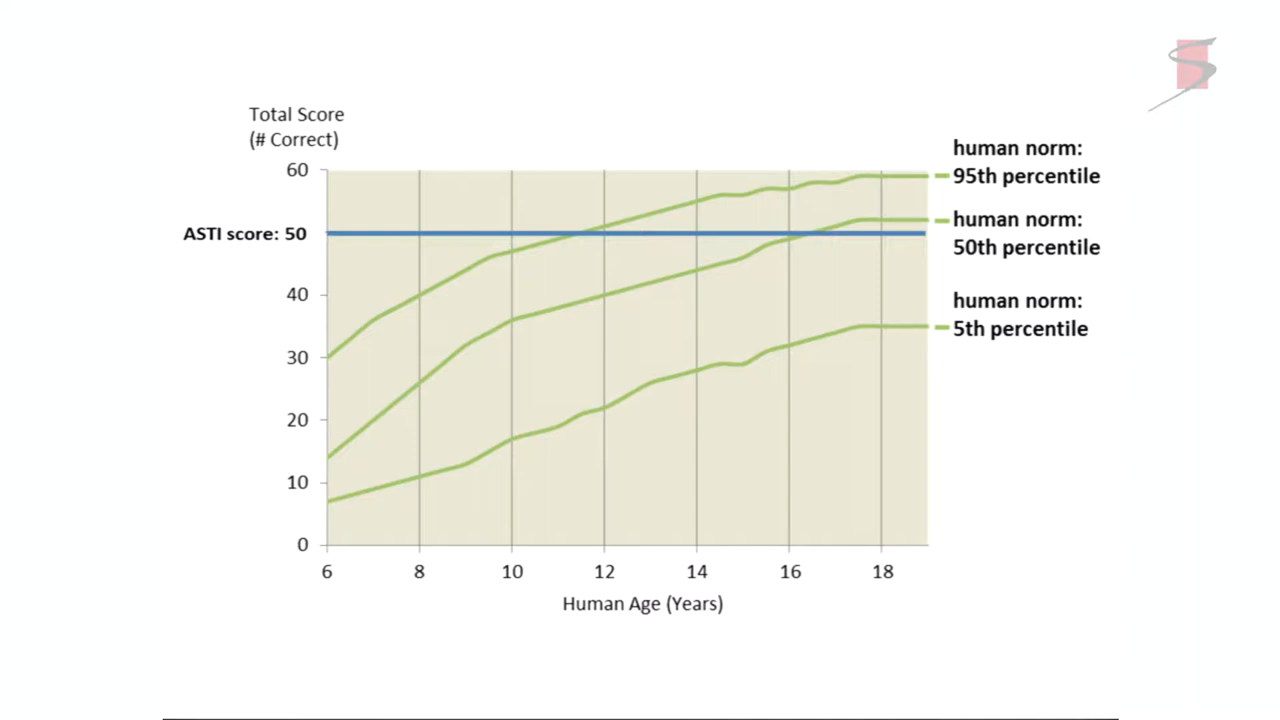 Total Score
(# Correct)
60
ASTI score: 50
40
30
20
10
0
6 8 10 12 14 16 18
Human Age (Years)
human norm:
95th percentile
human norm:
50th percentile
human norm:
5th percentile